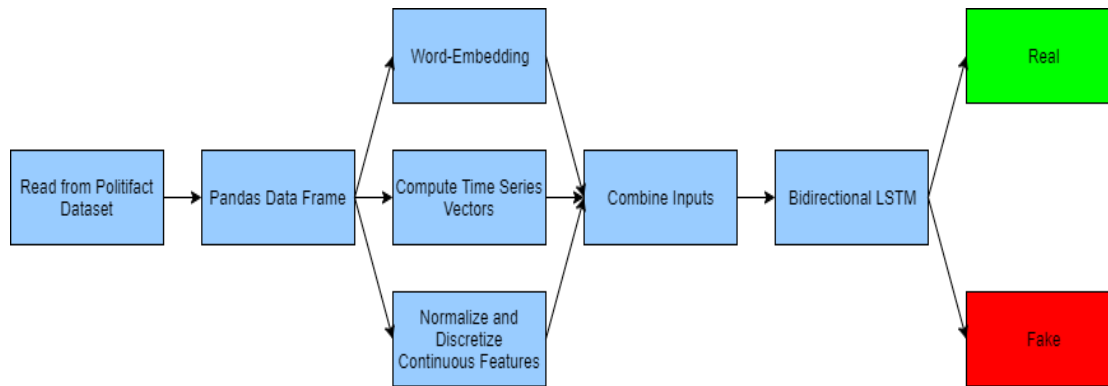 Word-Embedding
Real
Read from Politifact
Dataset
Pandas Data Frame
Compute Time Series
Vectors
Combine Inputs
Bidirectional LSTM
Normalize and
Discretize
Continuous Features
Fake